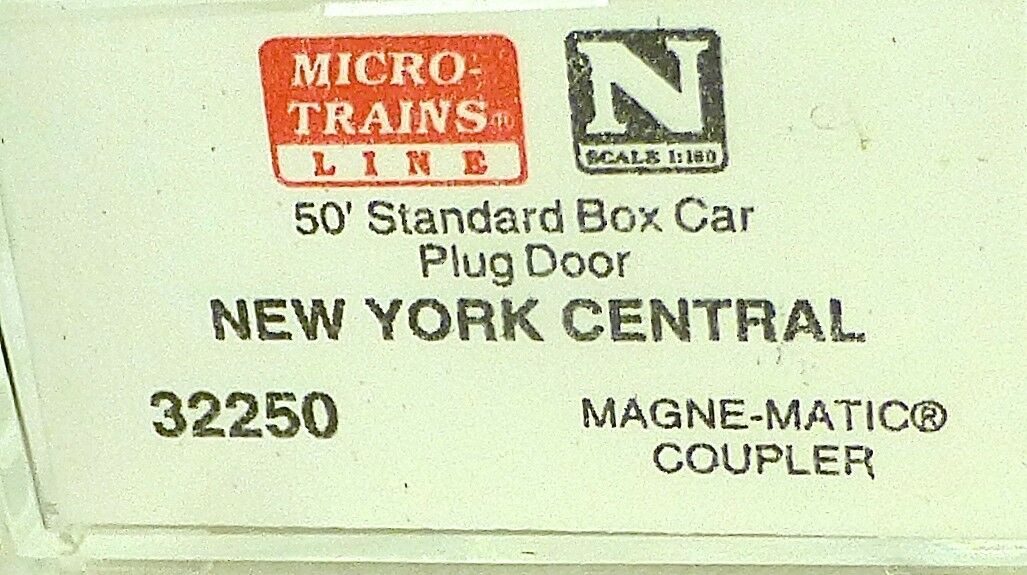 MICRO-
TRAINS®
LINE
N
SCALE 1:160
50' Standard Box Car
Plug Door
NEW YORK CENTRAL
32250
MAGNE-MATIC®
COUPLER